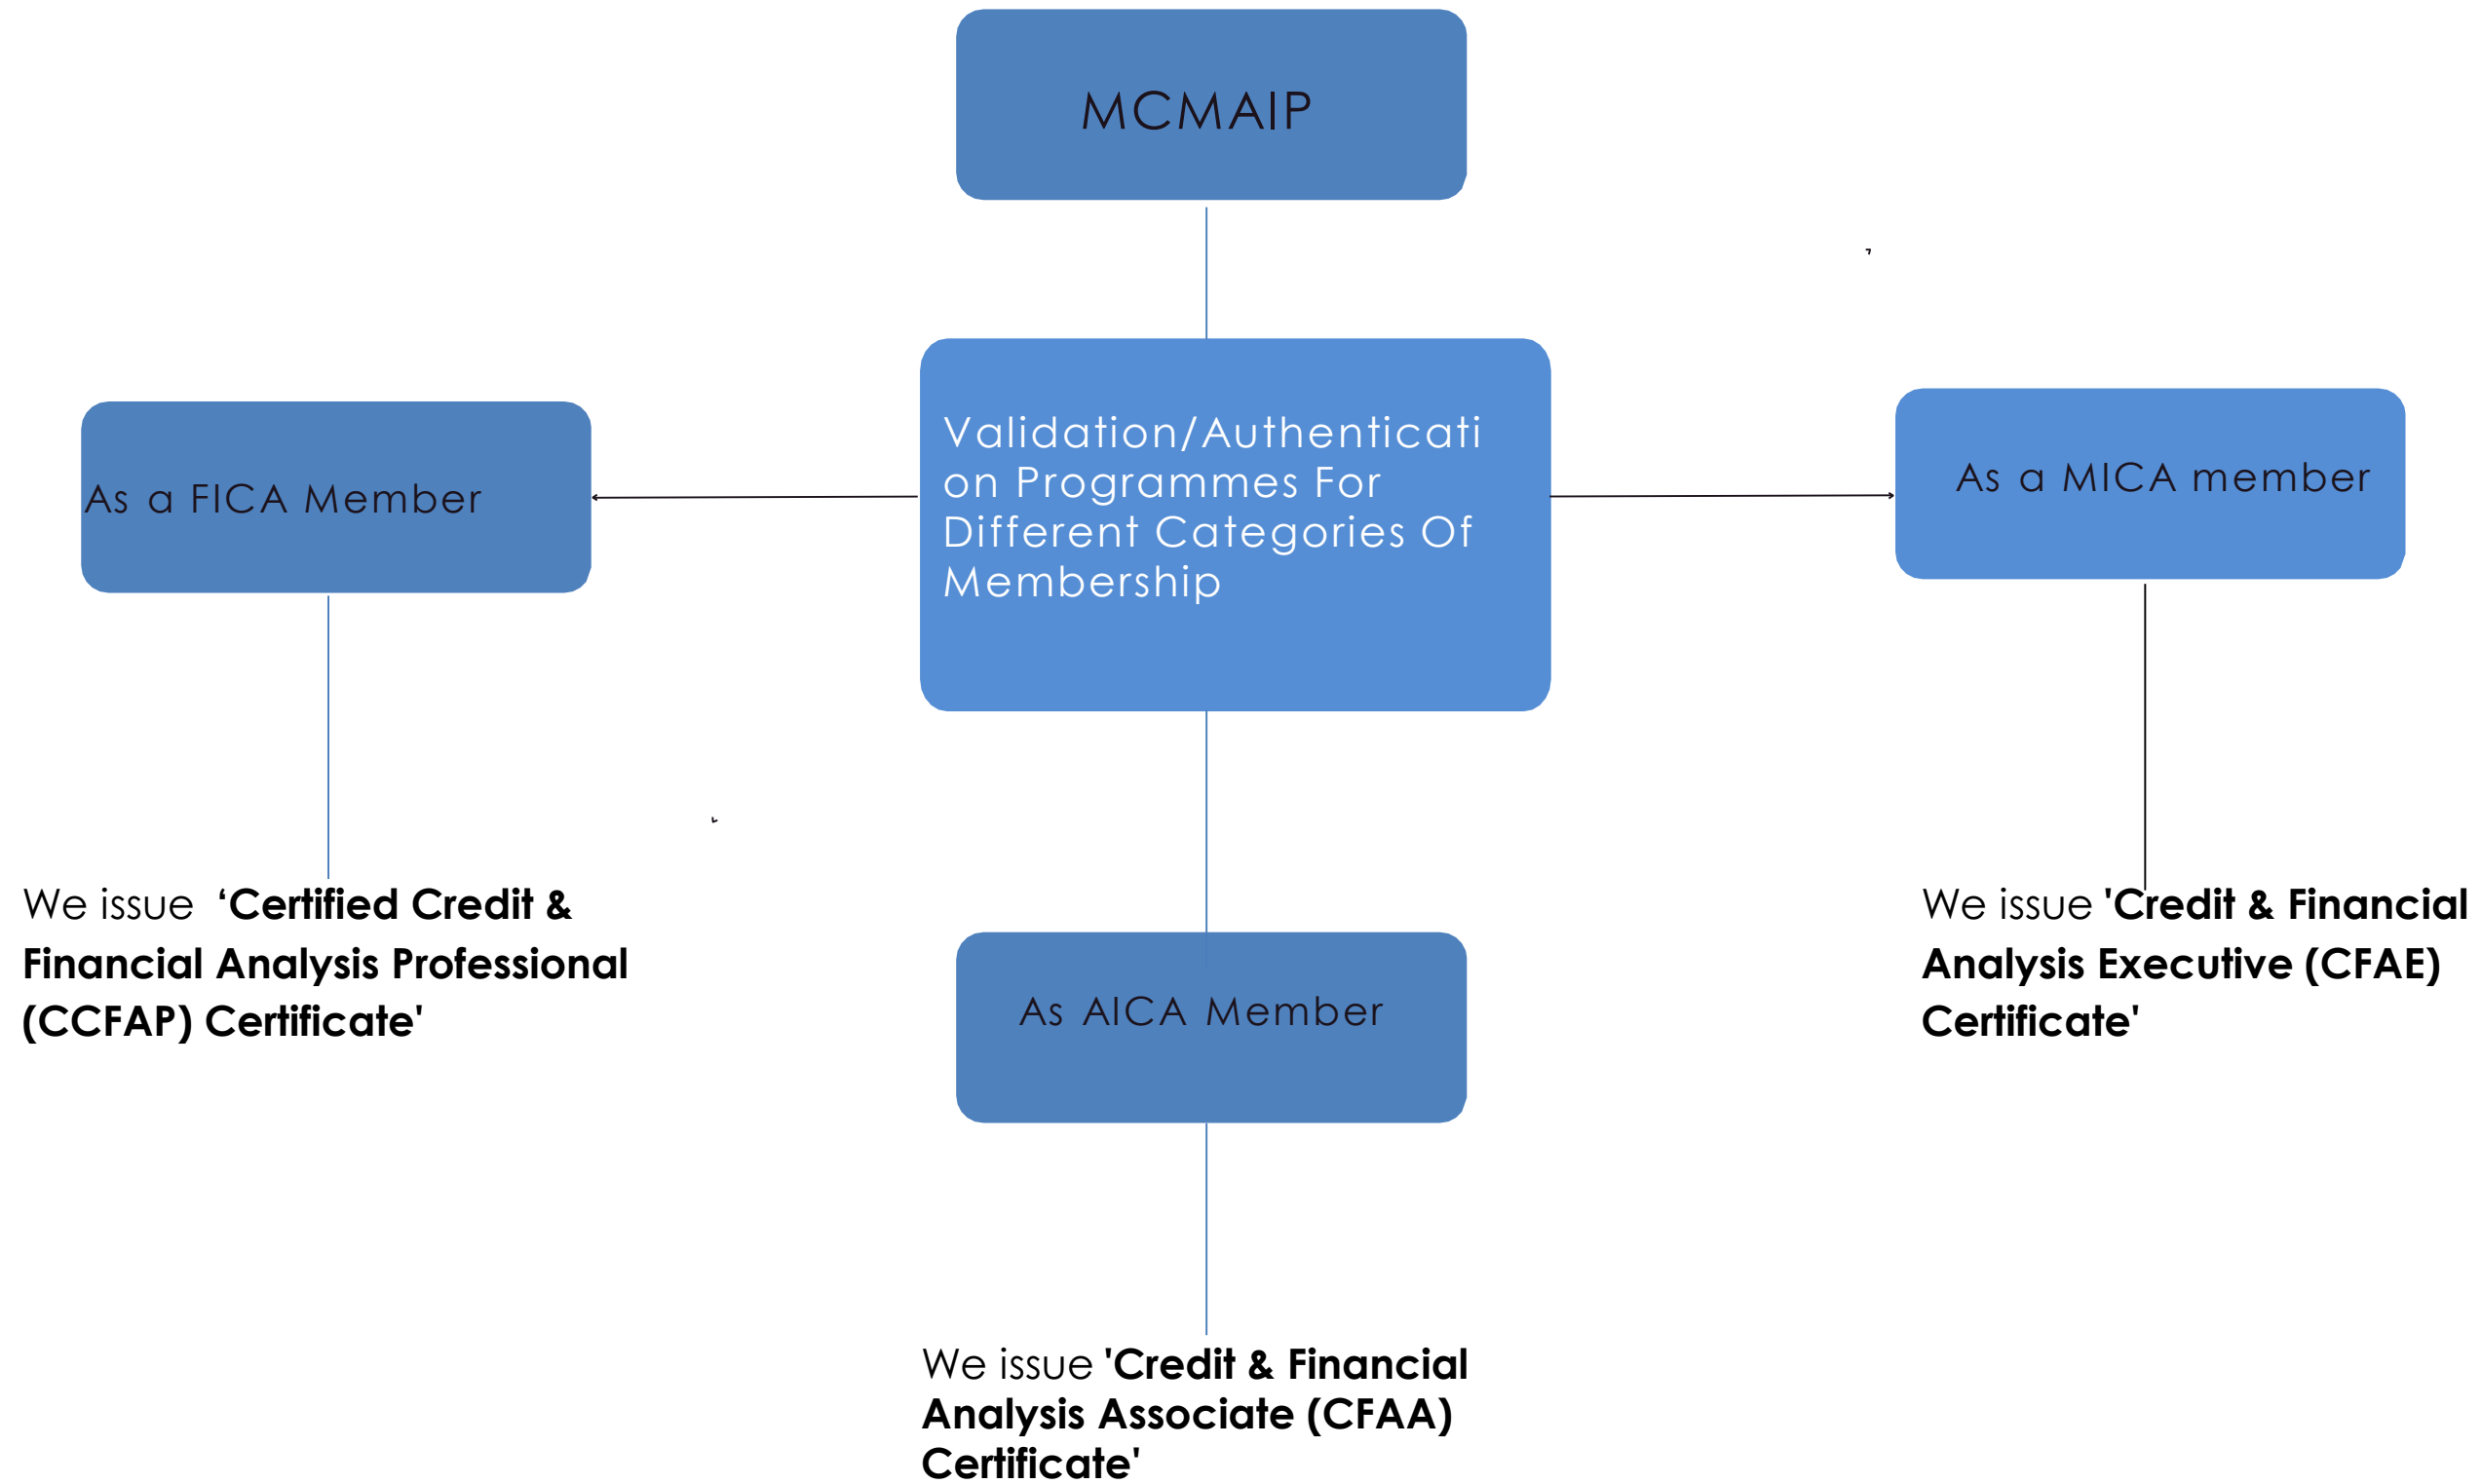 MCMAIP
Validation/Authenticati
on Programmes For
Different Categories Of
Membership
As a FICA Member
As a MICA member
We issue  ‘Certified Credit &
Financial Analysis Professional
(CCFAP) Certificate'
We issue 'Credit & Financial
Analysis Executive (CFAE)
Certificate'
As AICA Member
We issue 'Credit & Financial
Analysis Associate (CFAA)
Certificate'